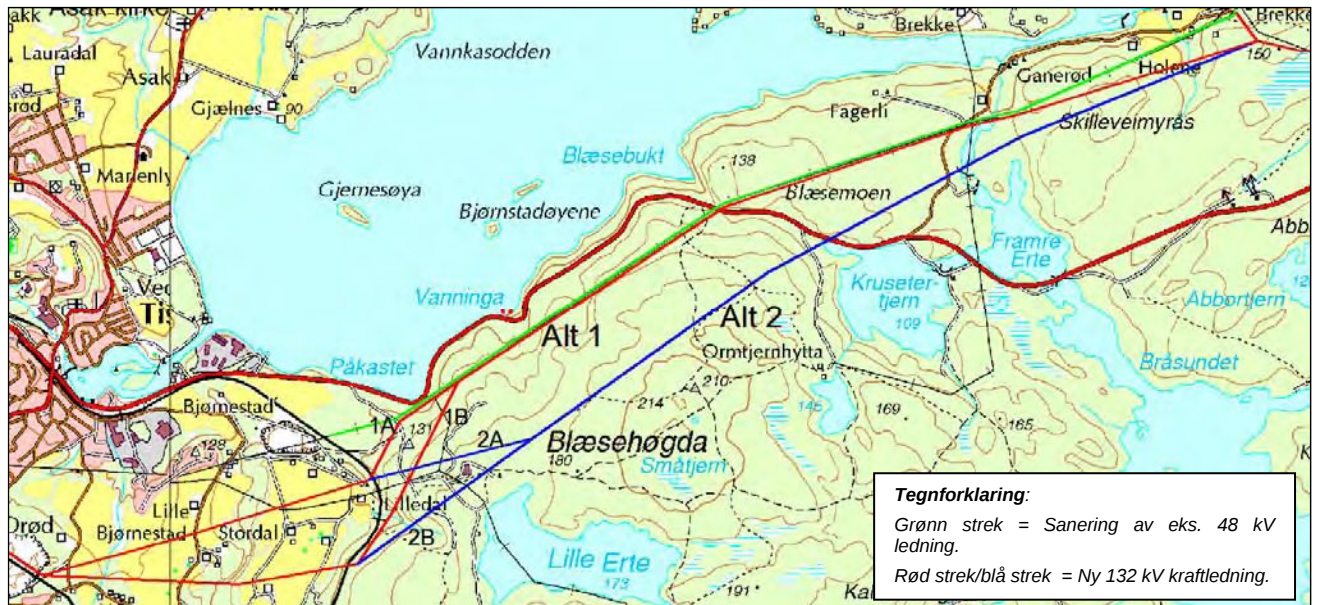 Asak kirke
Brekke
Brekke
Lauradal
Vannkasodden
Asak
Ganerød
Holene
150
Gjælnes
90
Fagerli
Skilleveimyrås
Marienly
Blæsebukt
138
Gjernesøya
Bjørnstadøyene
Blæsemoen
Framre
Erte
Abb
Kruseter-
tjern
109
Abbortjern
Vanninga
Alt 1
Alt 2
Ormtjernhytta
Påkastet
Bråsundet
Bjørnestad
210
214
146
169
165
1A
131
1B
128
2A
Blæsehøgda
180
Småtjern
Lille
Bjørnestad
Stordal
Lilledal
2B
Lille Erte
173
191
Tegnforklaring:
Grønn strek = Sanering av eks. 48 kV
ledning.
Rød strek/blå strek = Ny 132 kV kraftledning.